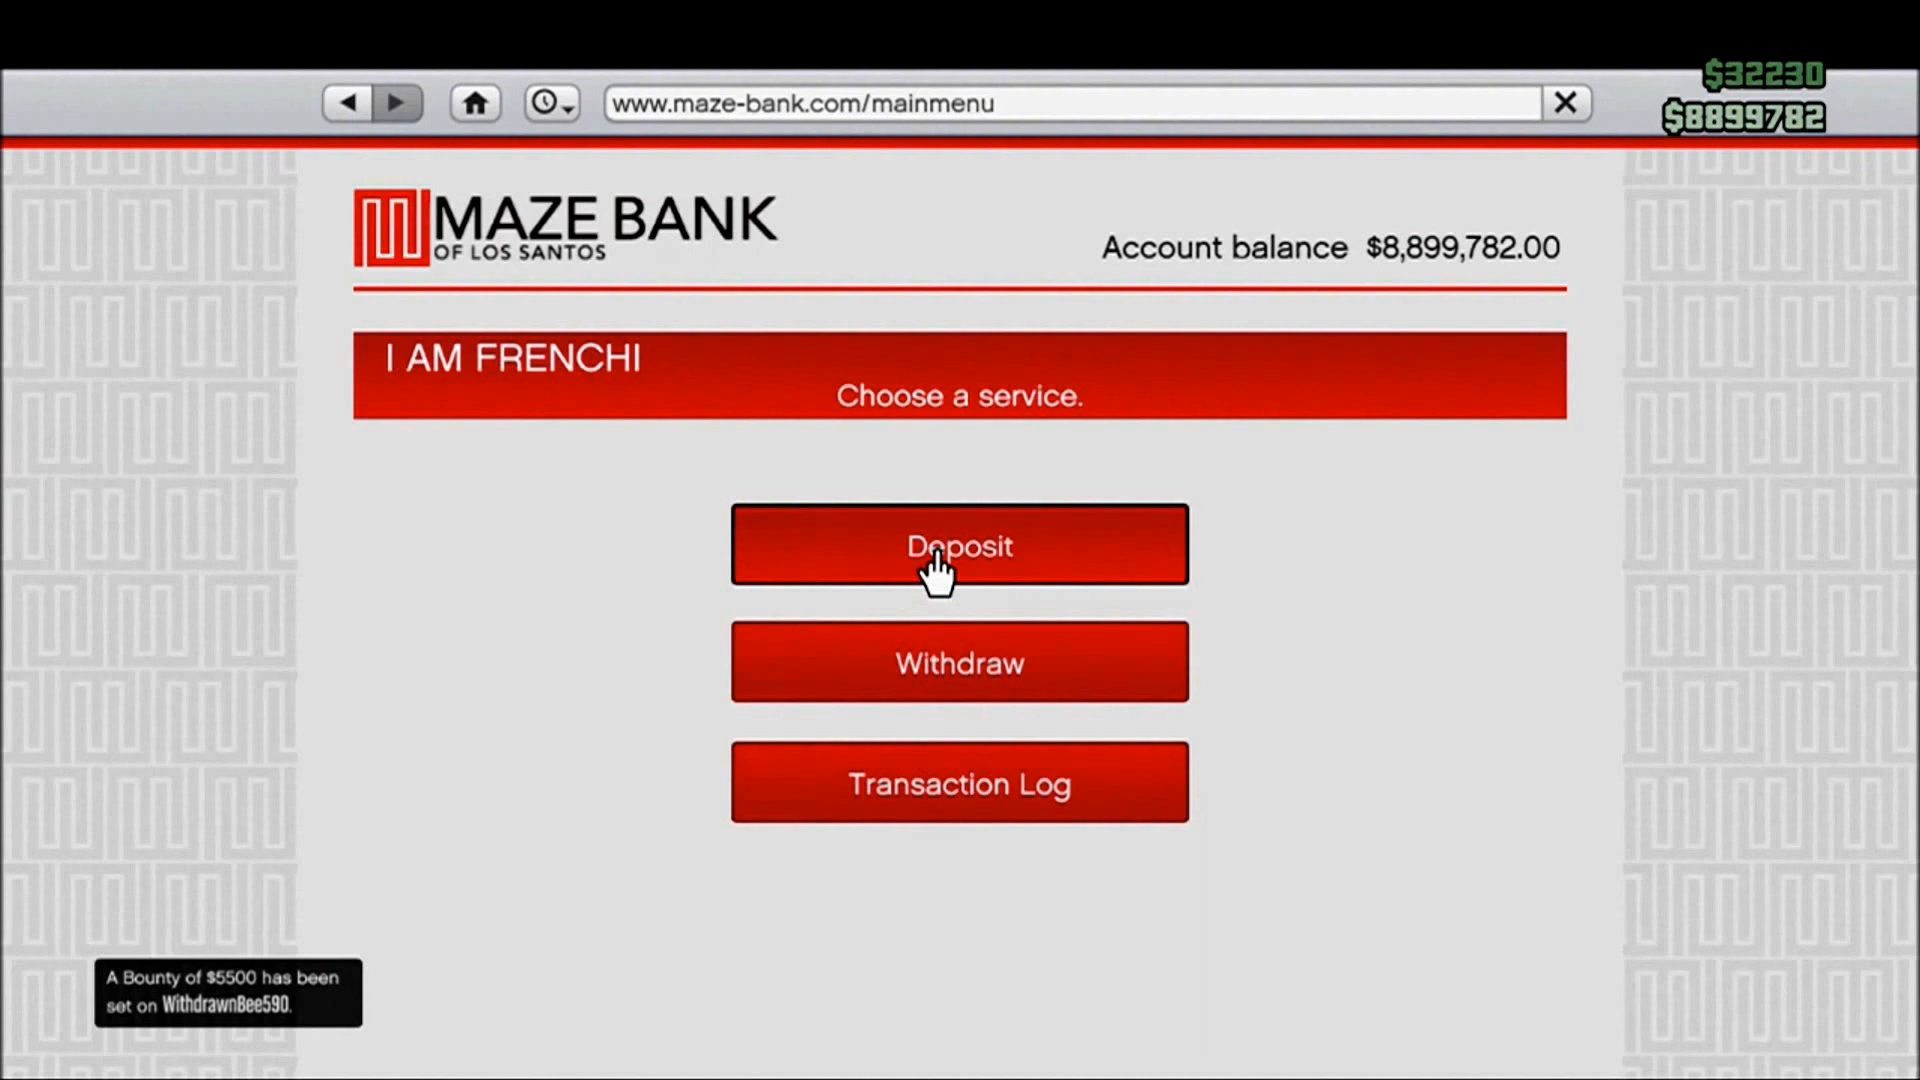 www.maze-bank.com/mainmenu
$32230
$8899782
MAZE BANK
OF LOS SANTOS
Account balance $8,899,782.00
I AM FRENCHI
Choose a service.
Deposit
Withdraw
Transaction Log
A Bounty of $5500 has been
set on WithdrawnBee590.